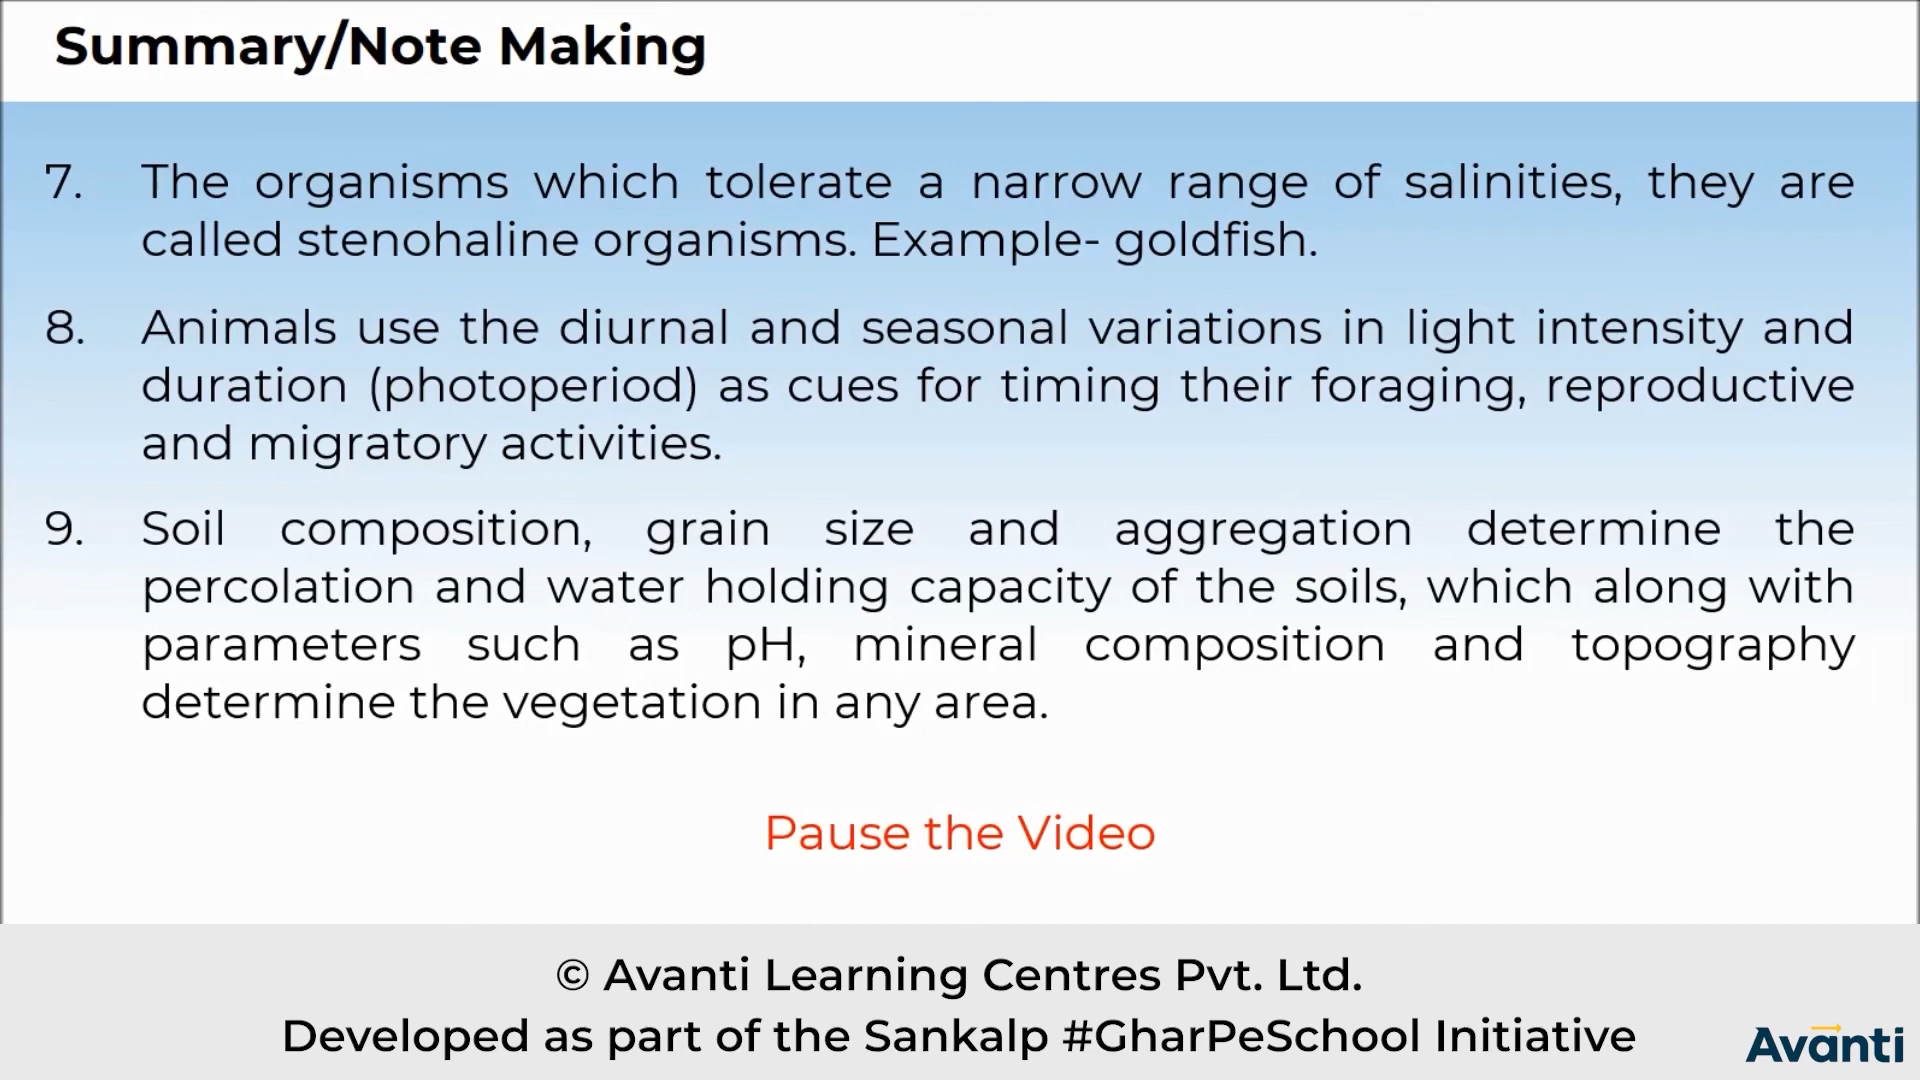 Summary/Note Making
7. The organisms which tolerate a narrow range of salinities, they are
called stenohaline organisms. Example- goldfish.
8. Animals use the diurnal and seasonal variations in light intensity and
duration (photoperiod) as cues for timing their foraging, reproductive
and migratory activities.
9. Soil composition, grain size and aggregation determine the
percolation and water holding capacity of the soils, which along with
parameters such as pH, mineral composition and topography
determine the vegetation in any area.
Pause the Video
© Avanti Learning Centres Pvt. Ltd.
Developed as part of the Sankalp #GharPeSchool Initiative
Avanti